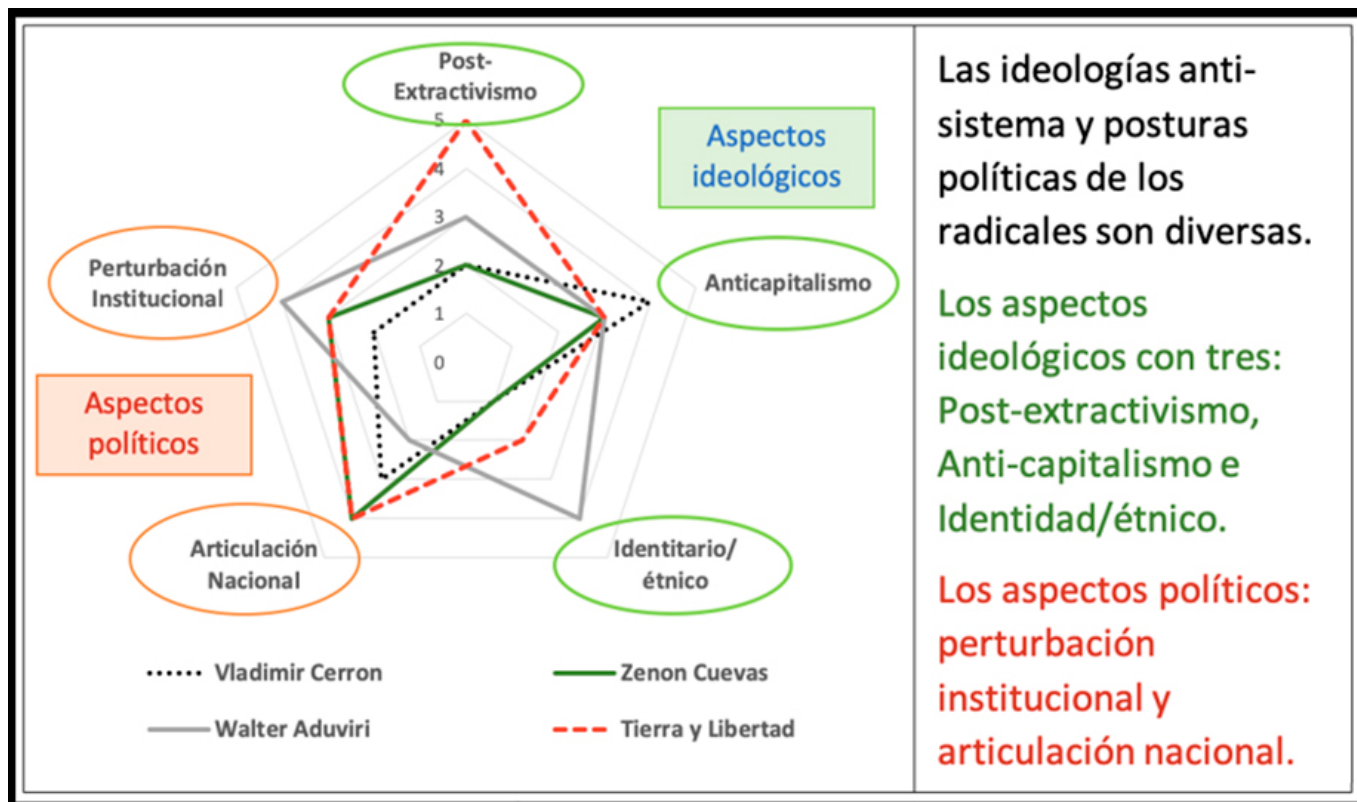 Post-
Extractivismo
5
4
3
2
1
0
Aspectos
ideológicos
Anticapitalismo
Perturbación
Institucional
Aspectos
políticos
Articulación
Nacional
Identitario/
étnico
Vladimir Cerron
Zenon Cuevas
Walter Aduviri
Tierra y Libertad
Las ideologías anti-
sistema y posturas
políticas de los
radicales son diversas.
Los aspectos
ideológicos con tres:
Post-extractivismo,
Anti-capitalismo e
Identidad/étnico.
Los aspectos políticos:
perturbación
institucional y
articulación nacional.